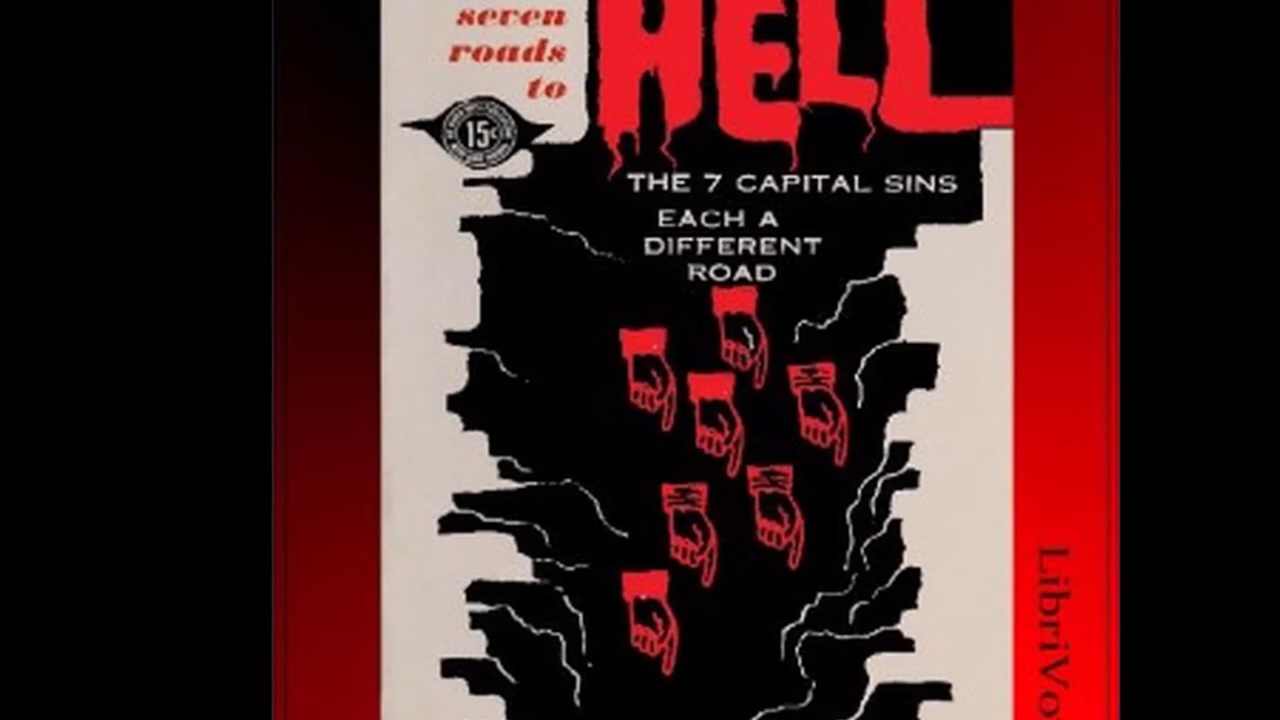 seven
roads
to
HELL
15¢
THE 7 CAPITAL SINS
EACH A
DIFFERENT
ROAD
LibriVo